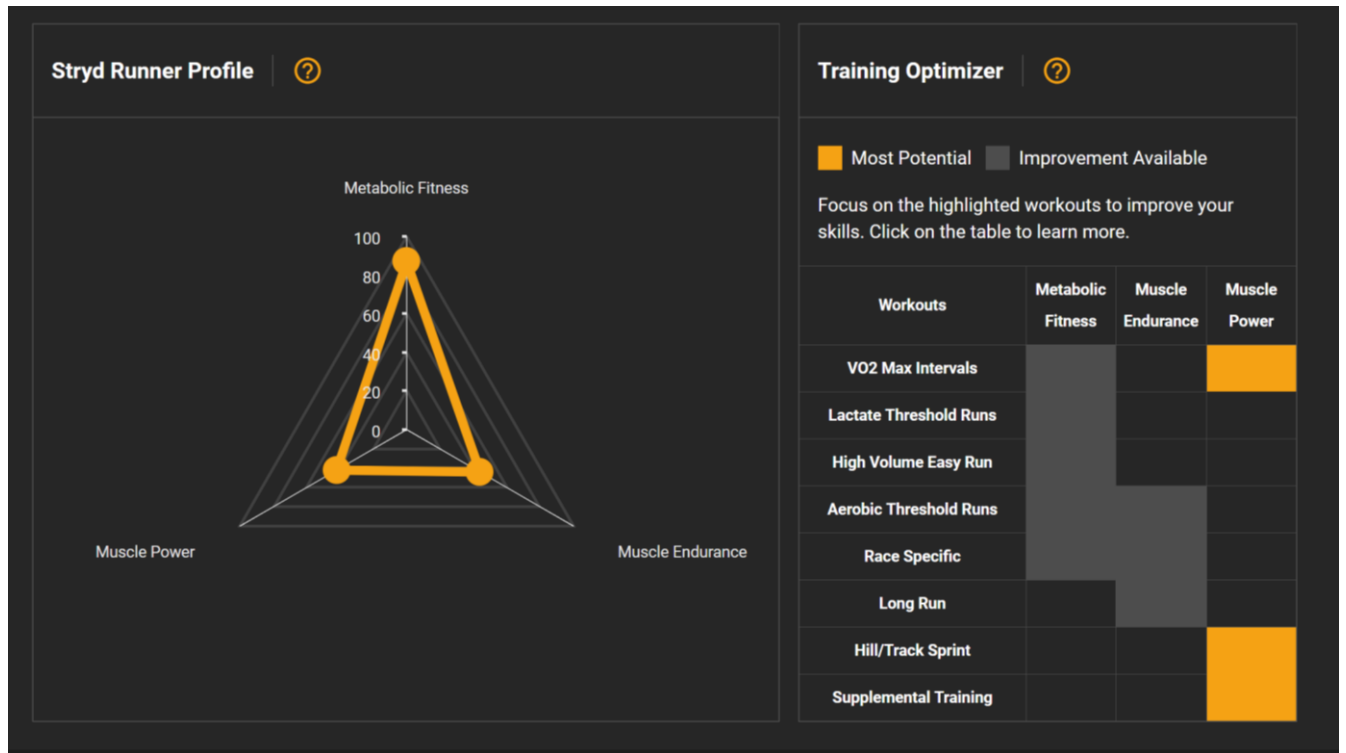 Stryd Runner Profile
?
Metabolic Fitness
100
80
60
40
20
0
Muscle Power
Muscle Endurance
Training Optimizer
?
Most Potential
Improvement Available
Focus on the highlighted workouts to improve your
skills. Click on the table to learn more.
Workouts
Metabolic
Fitness
Muscle
Endurance
Muscle
Power
VO2 Max Intervals
Lactate Threshold Runs
High Volume Easy Run
Aerobic Threshold Runs
Race Specific
Long Run
Hill/Track Sprint
Supplemental Training